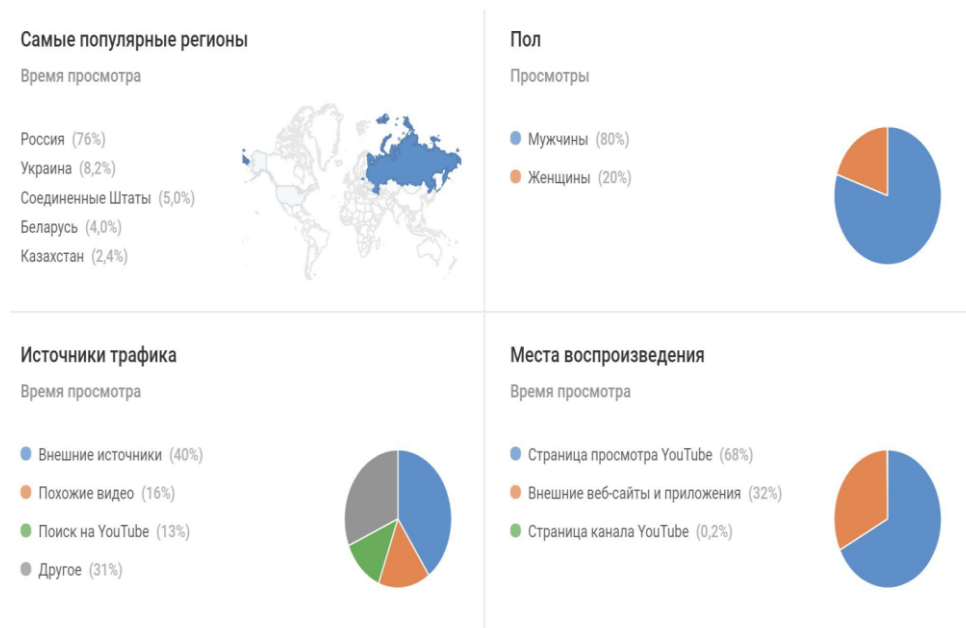 Самые популярные регионы
Время просмотра
Россия (76%)
Украина (8,2%)
Соединенные Штаты (5,0%)
Беларусь (4,0%)
Казахстан (2,4%)
Пол
Просмотры
Мужчины (80%)
Женщины (20%)
Источники трафика
Время просмотра
Внешние источники (40%)
Похожие видео (16%)
Поиск на YouTube (13%)
Другое (31%)
Места воспроизведения
Время просмотра
Страница просмотра YouTube (68%)
Внешние веб-сайты и приложения (32%)
Страница канала YouTube (0,2%)